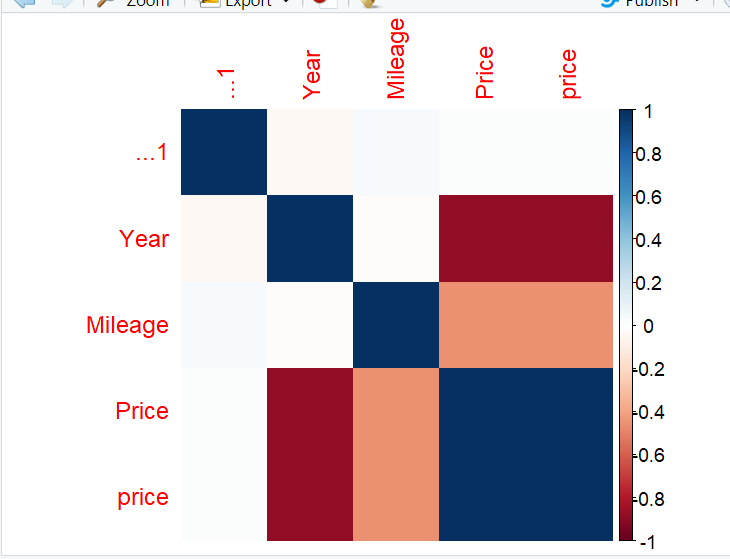 Zoom Export Publish
...1 Year Mileage Price price
1
...1
0.8
0.6
Year
0.4
0.2
Mileage
0
-0.2
Price
-0.4
-0.6
price
-0.8
-1